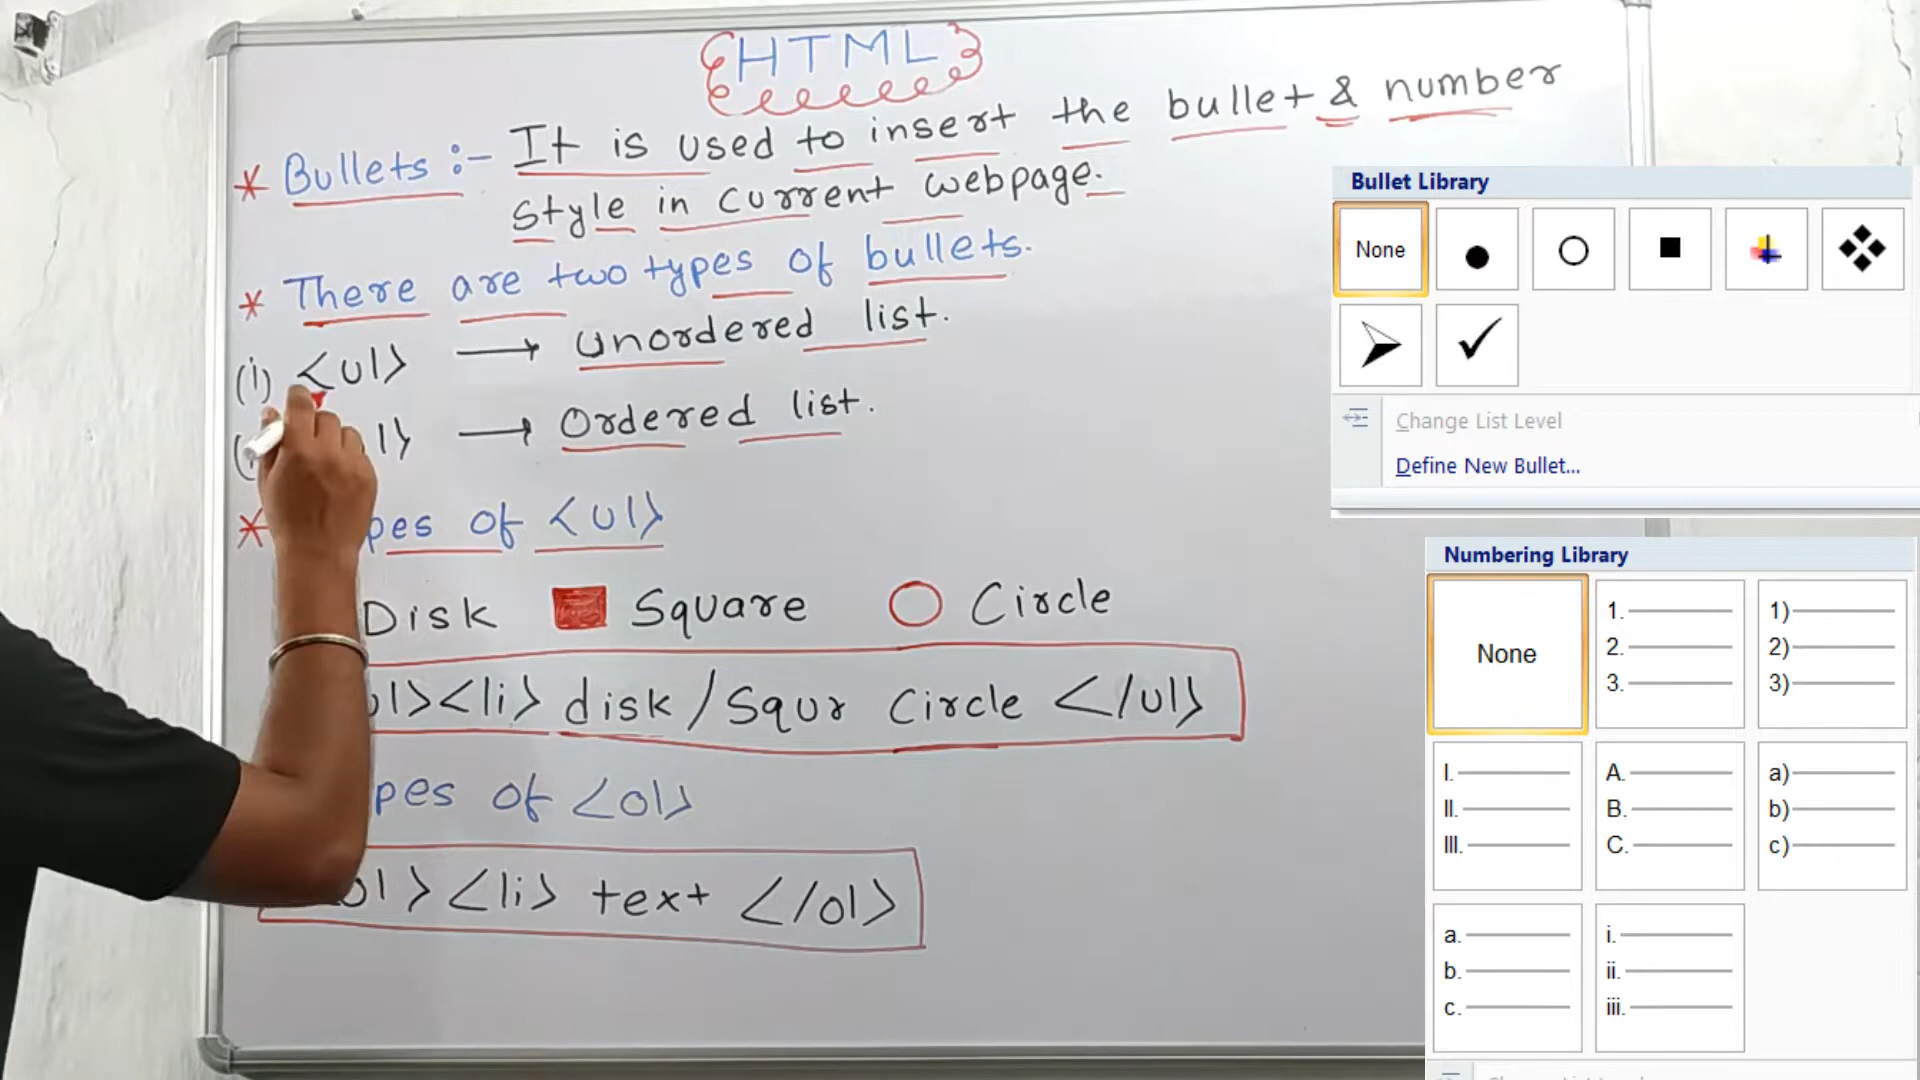 HTML
* Bullets :- It is used to insert the bullet & number
style in current webpage.
* There are two types of bullets.
(i) <ul> → Unordered list.
l> → Ordered list.
* pes of <ul>
Disk Square Circle
ul><li> disk / Squr Circle </ul>
pes of <ol>
ol><li> text </ol>
Bullet Library
None
Change List Level
Define New Bullet...
Numbering Library
None
1.
2.
3.
1)
2)
3)
I.
II.
III.
A.
B.
C.
a)
b)
c)
a.
b.
c.
i.
ii.
iii.